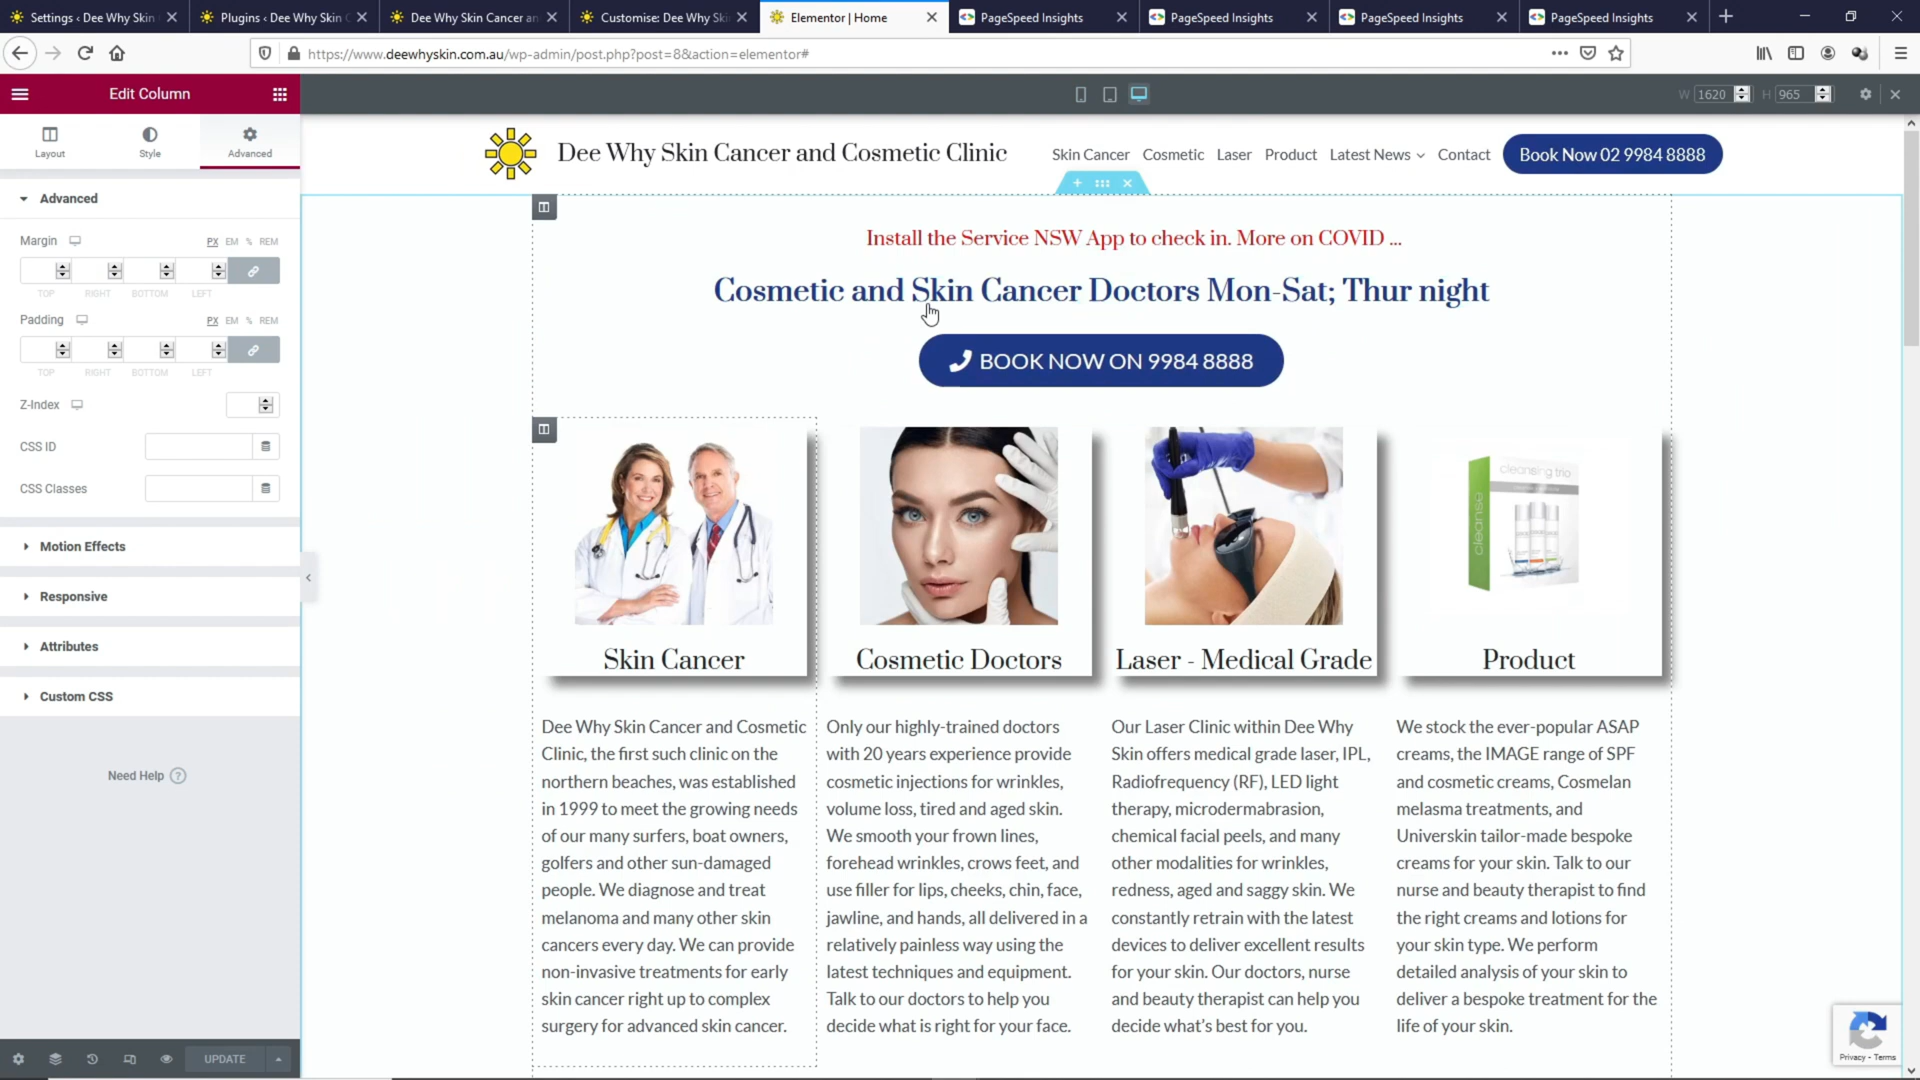 Settings ‹ Dee Why Skin
Plugins ‹ Dee Why Skin C
Dee Why Skin Cancer an
Customise: Dee Why Ski
Elementor | Home
PageSpeed Insights
PageSpeed Insights
PageSpeed Insights
PageSpeed Insights
https://www.deewhyskin.com.au/wp-admin/post.php?post=8&action=elementor#
Edit Column
W 1620 H 965
Layout Style Advanced
Dee Why Skin Cancer and Cosmetic Clinic
Skin Cancer Cosmetic Laser Product Latest News Contact
Book Now 02 9984 8888
Advanced
Margin PX EM % REM
TOP RIGHT BOTTOM LEFT
Padding PX EM % REM
TOP RIGHT BOTTOM LEFT
Z-Index
CSS ID
CSS Classes
Motion Effects
Responsive
Attributes
Custom CSS
Need Help ?
UPDATE
Install the Service NSW App to check in. More on COVID ...
Cosmetic and Skin Cancer Doctors Mon-Sat; Thur night
BOOK NOW ON 9984 8888
cleansing trio
cleanse
Skin Cancer
Cosmetic Doctors
Laser - Medical Grade
Product
Dee Why Skin Cancer and Cosmetic
Clinic, the first such clinic on the
northern beaches, was established
in 1999 to meet the growing needs
of our many surfers, boat owners,
golfers and other sun-damaged
people. We diagnose and treat
melanoma and many other skin
cancers every day. We can provide
non-invasive treatments for early
skin cancer right up to complex
surgery for advanced skin cancer.
Only our highly-trained doctors
with 20 years experience provide
cosmetic injections for wrinkles,
volume loss, tired and aged skin.
We smooth your frown lines,
forehead wrinkles, crows feet, and
use filler for lips, cheeks, chin, face,
jawline, and hands, all delivered in a
relatively painless way using the
latest techniques and equipment.
Talk to our doctors to help you
decide what is right for your face.
Our Laser Clinic within Dee Why
Skin offers medical grade laser, IPL,
Radiofrequency (RF), LED light
therapy, microdermabrasion,
chemical facial peels, and many
other modalities for wrinkles,
redness, aged and saggy skin. We
constantly retrain with the latest
devices to deliver excellent results
for your skin. Our doctors, nurse
and beauty therapist can help you
decide what's best for you.
We stock the ever-popular ASAP
creams, the IMAGE range of SPF
and cosmetic creams, Cosmelan
melasma treatments, and
Universkin tailor-made bespoke
creams for your skin. Talk to our
nurse and beauty therapist to find
the right creams and lotions for
your skin type. We perform
detailed analysis of your skin to
deliver a bespoke treatment for the
life of your skin.
Privacy - Terms